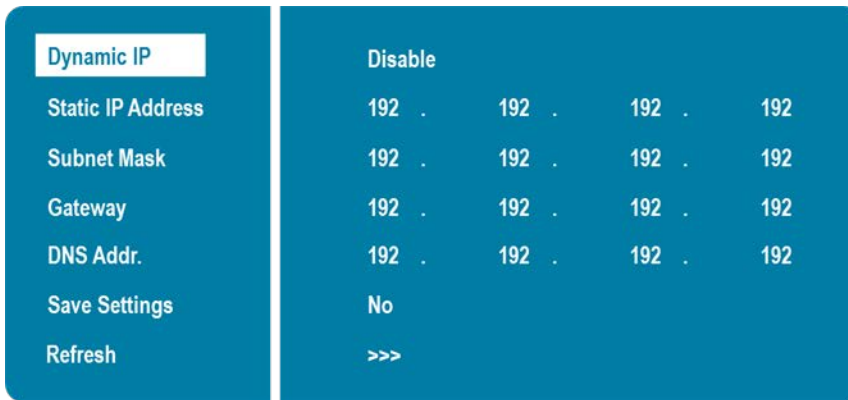 Dynamic IP Disable
Static IP Address 192 . 192 . 192 . 192
Subnet Mask 192 . 192 . 192 . 192
Gateway 192 . 192 . 192 . 192
DNS Addr. 192 . 192 . 192 . 192
Save Settings No
Refresh >>>